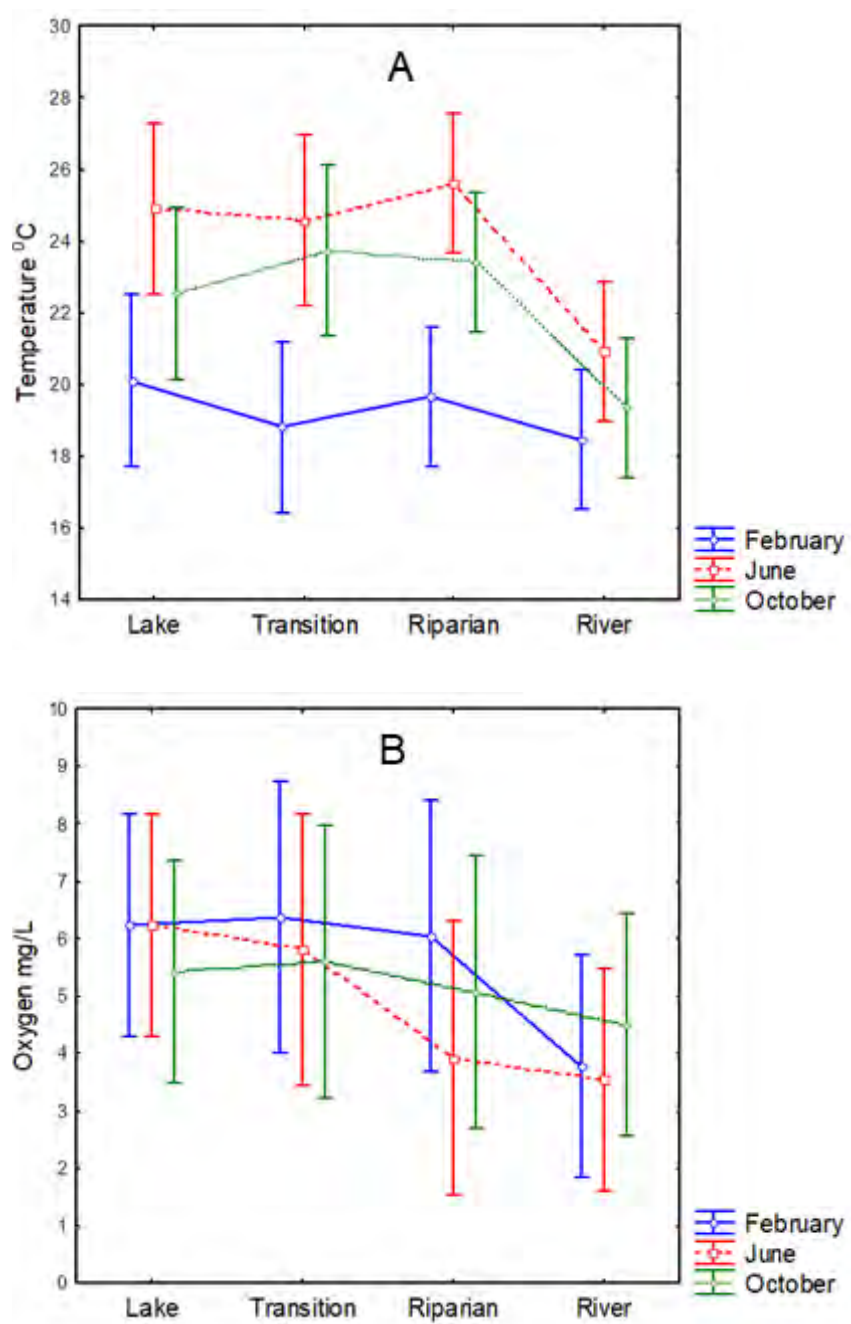 A
Temperature ⁰C
30
28
26
24
22
20
18
16
14
Lake Transition Riparian River
February
June
October
B
Oxygen mg/L
10
9
8
7
6
5
4
3
2
1
0
Lake Transition Riparian River
February
June
October